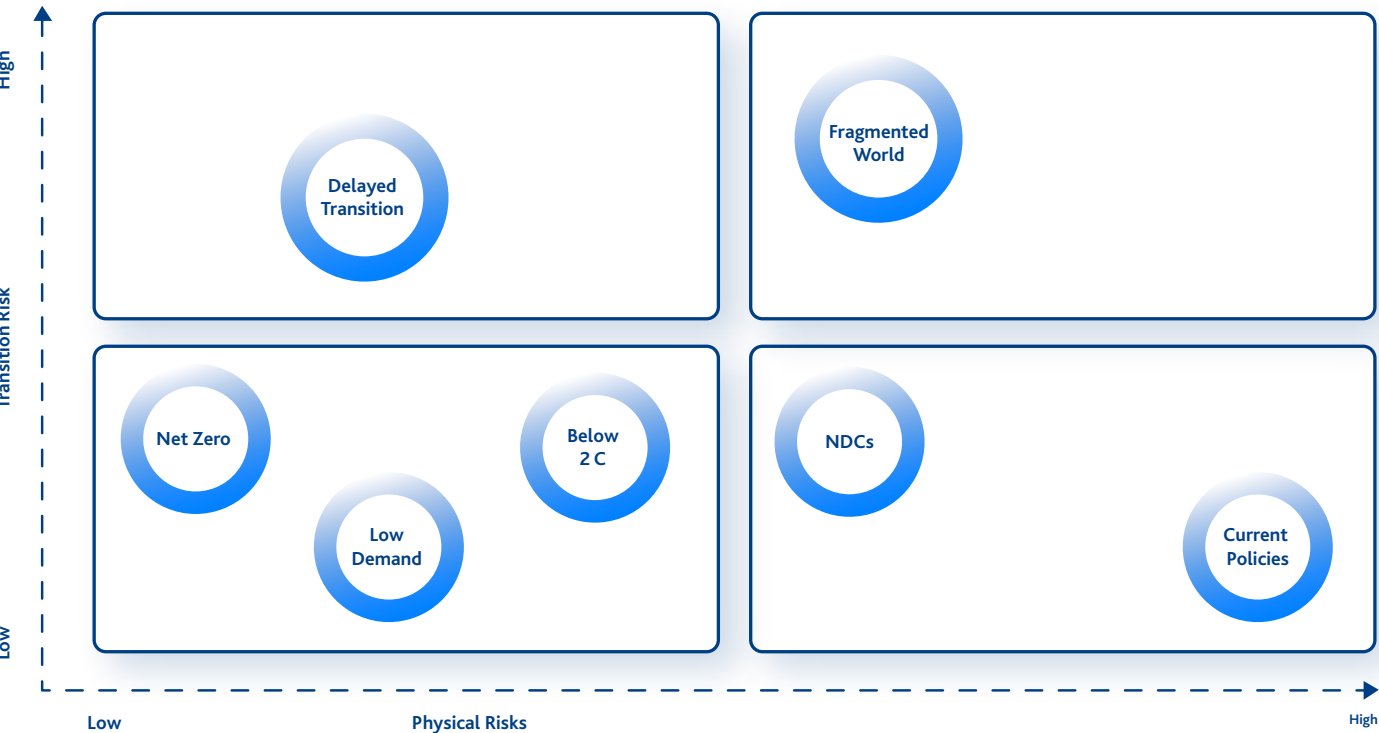 High
Transition Risk
Low
Delayed
Transition
Fragmented
World
Net Zero
Low
Demand
Below
2 C
NDCs
Current
Policies
Low
Physical Risks
High